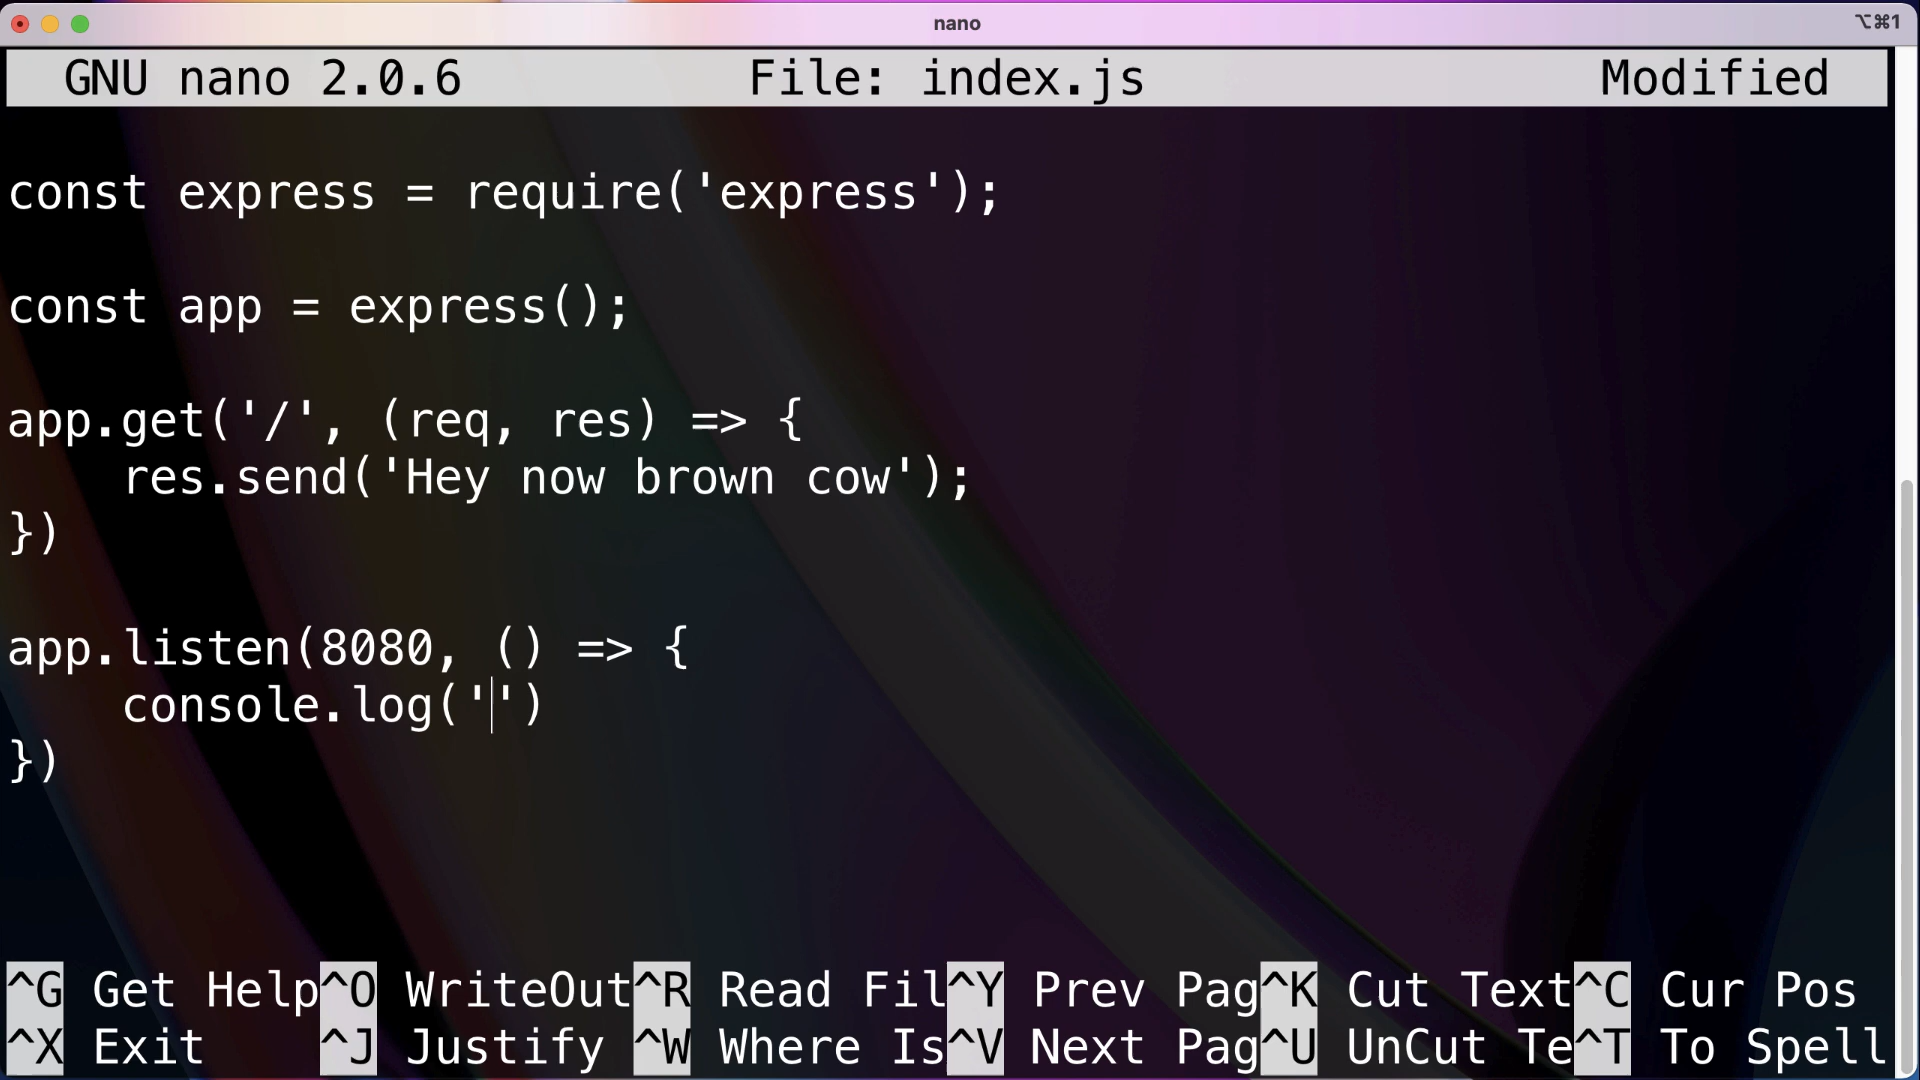 nano
⌥⌘1
GNU nano 2.0.6 File: index.js Modified
const express = require('express');
const app = express();
app.get('/', (req, res) => {
    res.send('Hey now brown cow');
})
app.listen(8080, () => {
    console.log('')
})
^G Get Help ^O WriteOut ^R Read Fil ^Y Prev Pag ^K Cut Text ^C Cur Pos
^X Exit ^J Justify ^W Where Is ^V Next Pag ^U UnCut Te ^T To Spell